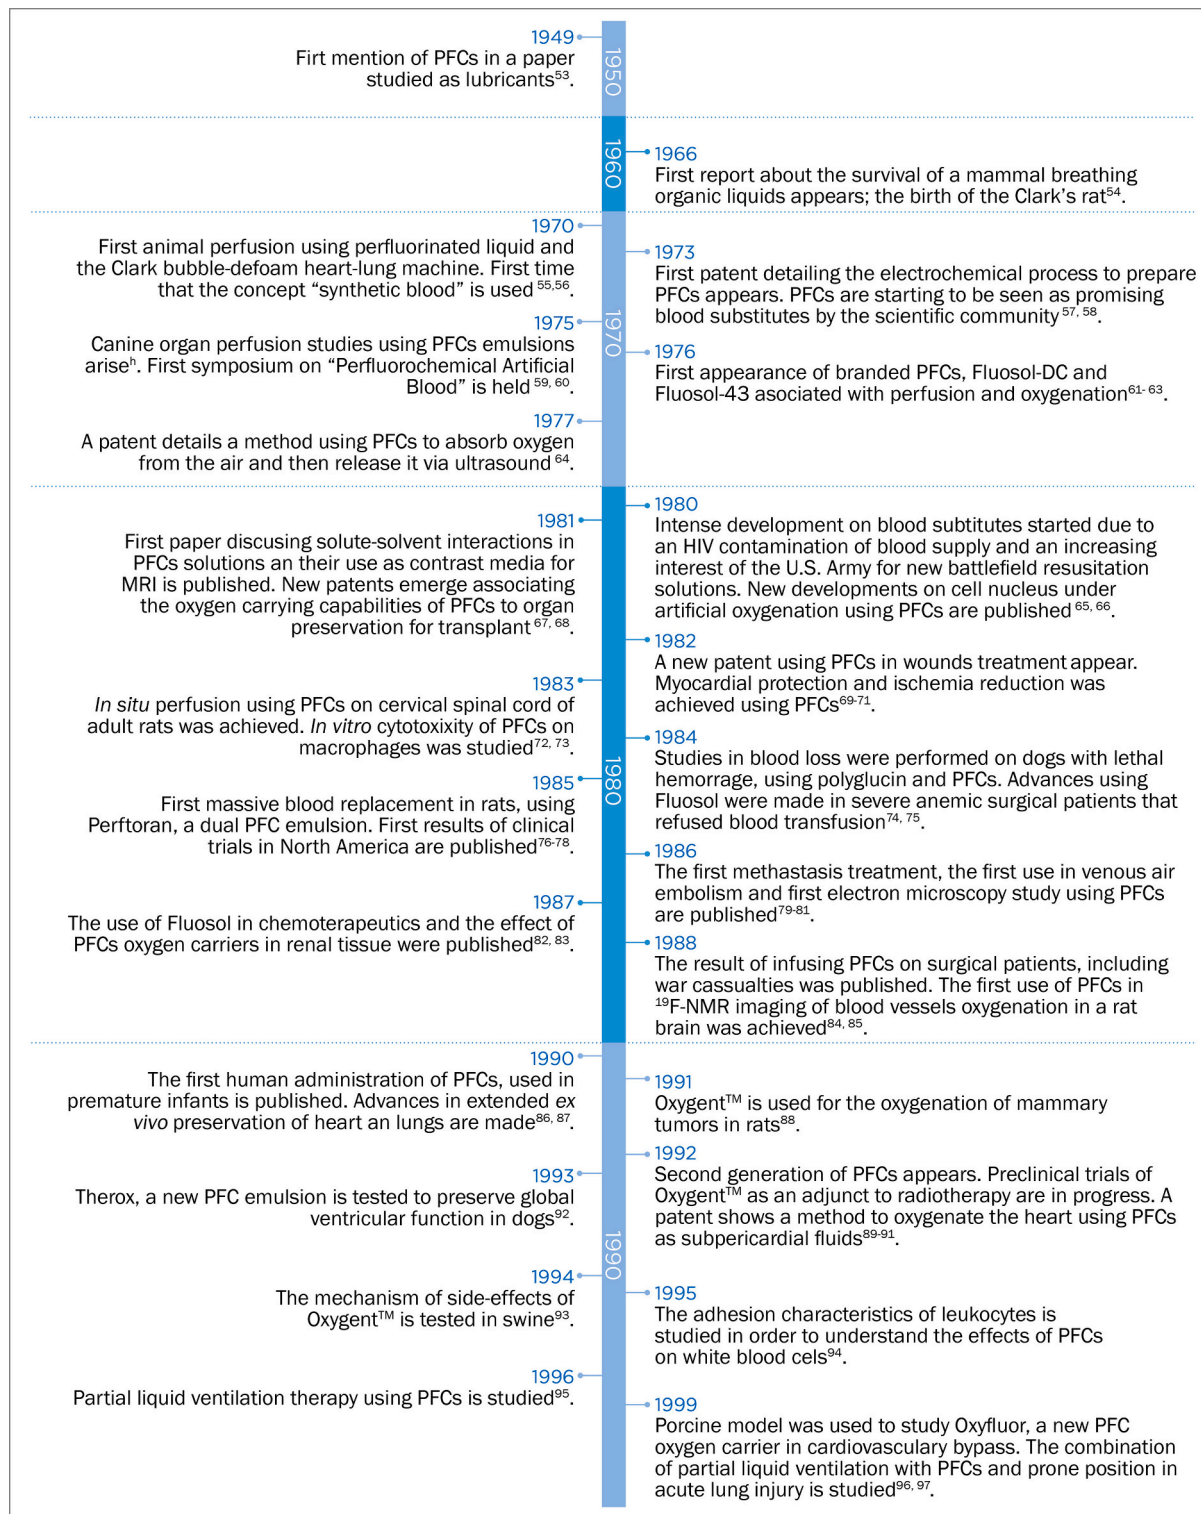 1949
Firt mention of PFCs in a paper
studied as lubricants⁵³.
1950
1960
1966
First report about the survival of a mammal breathing
organic liquids appears; the birth of the Clark's rat⁵⁴.
1970
First animal perfusion using perfluorinated liquid and
the Clark bubble-defoam heart-lung machine. First time
that the concept “synthetic blood” is used ⁵⁵,⁵⁶.
1973
First patent detailing the electrochemical process to prepare
PFCs appears. PFCs are starting to be seen as promising
blood substitutes by the scientific community ⁵⁷, ⁵⁸.
1970
1975
Canine organ perfusion studies using PFCs emulsions
ariseʰ. First symposium on “Perfluorochemical Artificial
Blood” is held ⁵⁹, ⁶⁰.
1976
First appearance of branded PFCs, Fluosol-DC and
Fluosol-43 asociated with perfusion and oxygenation⁶¹⁻ ⁶³.
1977
A patent details a method using PFCs to absorb oxygen
from the air and then release it via ultrasound ⁶⁴.
1980
Intense development on blood subtitutes started due to
an HIV contamination of blood supply and an increasing
interest of the U.S. Army for new battlefield resusitation
solutions. New developments on cell nucleus under
artificial oxygenation using PFCs are published ⁶⁵, ⁶⁶.
1981
First paper discusing solute-solvent interactions in
PFCs solutions an their use as contrast media for
MRI is published. New patents emerge associating
the oxygen carrying capabilities of PFCs to organ
preservation for transplant ⁶⁷, ⁶⁸.
1982
A new patent using PFCs in wounds treatment appear.
Myocardial protection and ischemia reduction was
achieved using PFCs⁶⁹⁻⁷¹.
1983
In situ perfusion using PFCs on cervical spinal cord of
adult rats was achieved. In vitro cytotoxixity of PFCs on
macrophages was studied⁷², ⁷³.
1984
Studies in blood loss were performed on dogs with lethal
hemorrage, using polyglucin and PFCs. Advances using
Fluosol were made in severe anemic surgical patients that
refused blood transfusion⁷⁴, ⁷⁵.
1980
1985
First massive blood replacement in rats, using
Perftoran, a dual PFC emulsion. First results of clinical
trials in North America are published⁷⁶⁻⁷⁸.
1986
The first methastasis treatment, the first use in venous air
embolism and first electron microscopy study using PFCs
are published⁷⁹⁻⁸¹.
1987
The use of Fluosol in chemoterapeutics and the effect of
PFCs oxygen carriers in renal tissue were published⁸², ⁸³.
1988
The result of infusing PFCs on surgical patients, including
war cassualties was published. The first use of PFCs in
¹⁹F-NMR imaging of blood vessels oxygenation in a rat
brain was achieved⁸⁴, ⁸⁵.
1990
The first human administration of PFCs, used in
premature infants is published. Advances in extended ex
vivo preservation of heart an lungs are made⁸⁶, ⁸⁷.
1991
Oxygent™ is used for the oxygenation of mammary
tumors in rats⁸⁸.
1992
Second generation of PFCs appears. Preclinical trials of
Oxygent™ as an adjunct to radiotherapy are in progress. A
patent shows a method to oxygenate the heart using PFCs
as subpericardial fluids⁸⁹⁻⁹¹.
1993
Therox, a new PFC emulsion is tested to preserve global
ventricular function in dogs⁹².
1990
1994
The mechanism of side-effects of
Oxygent™ is tested in swine⁹³.
1995
The adhesion characteristics of leukocytes is
studied in order to understand the effects of PFCs
on white blood cels⁹⁴.
1996
Partial liquid ventilation therapy using PFCs is studied⁹⁵.
1999
Porcine model was used to study Oxyfluor, a new PFC
oxygen carrier in cardiovasculary bypass. The combination
of partial liquid ventilation with PFCs and prone position in
acute lung injury is studied⁹⁶, ⁹⁷.